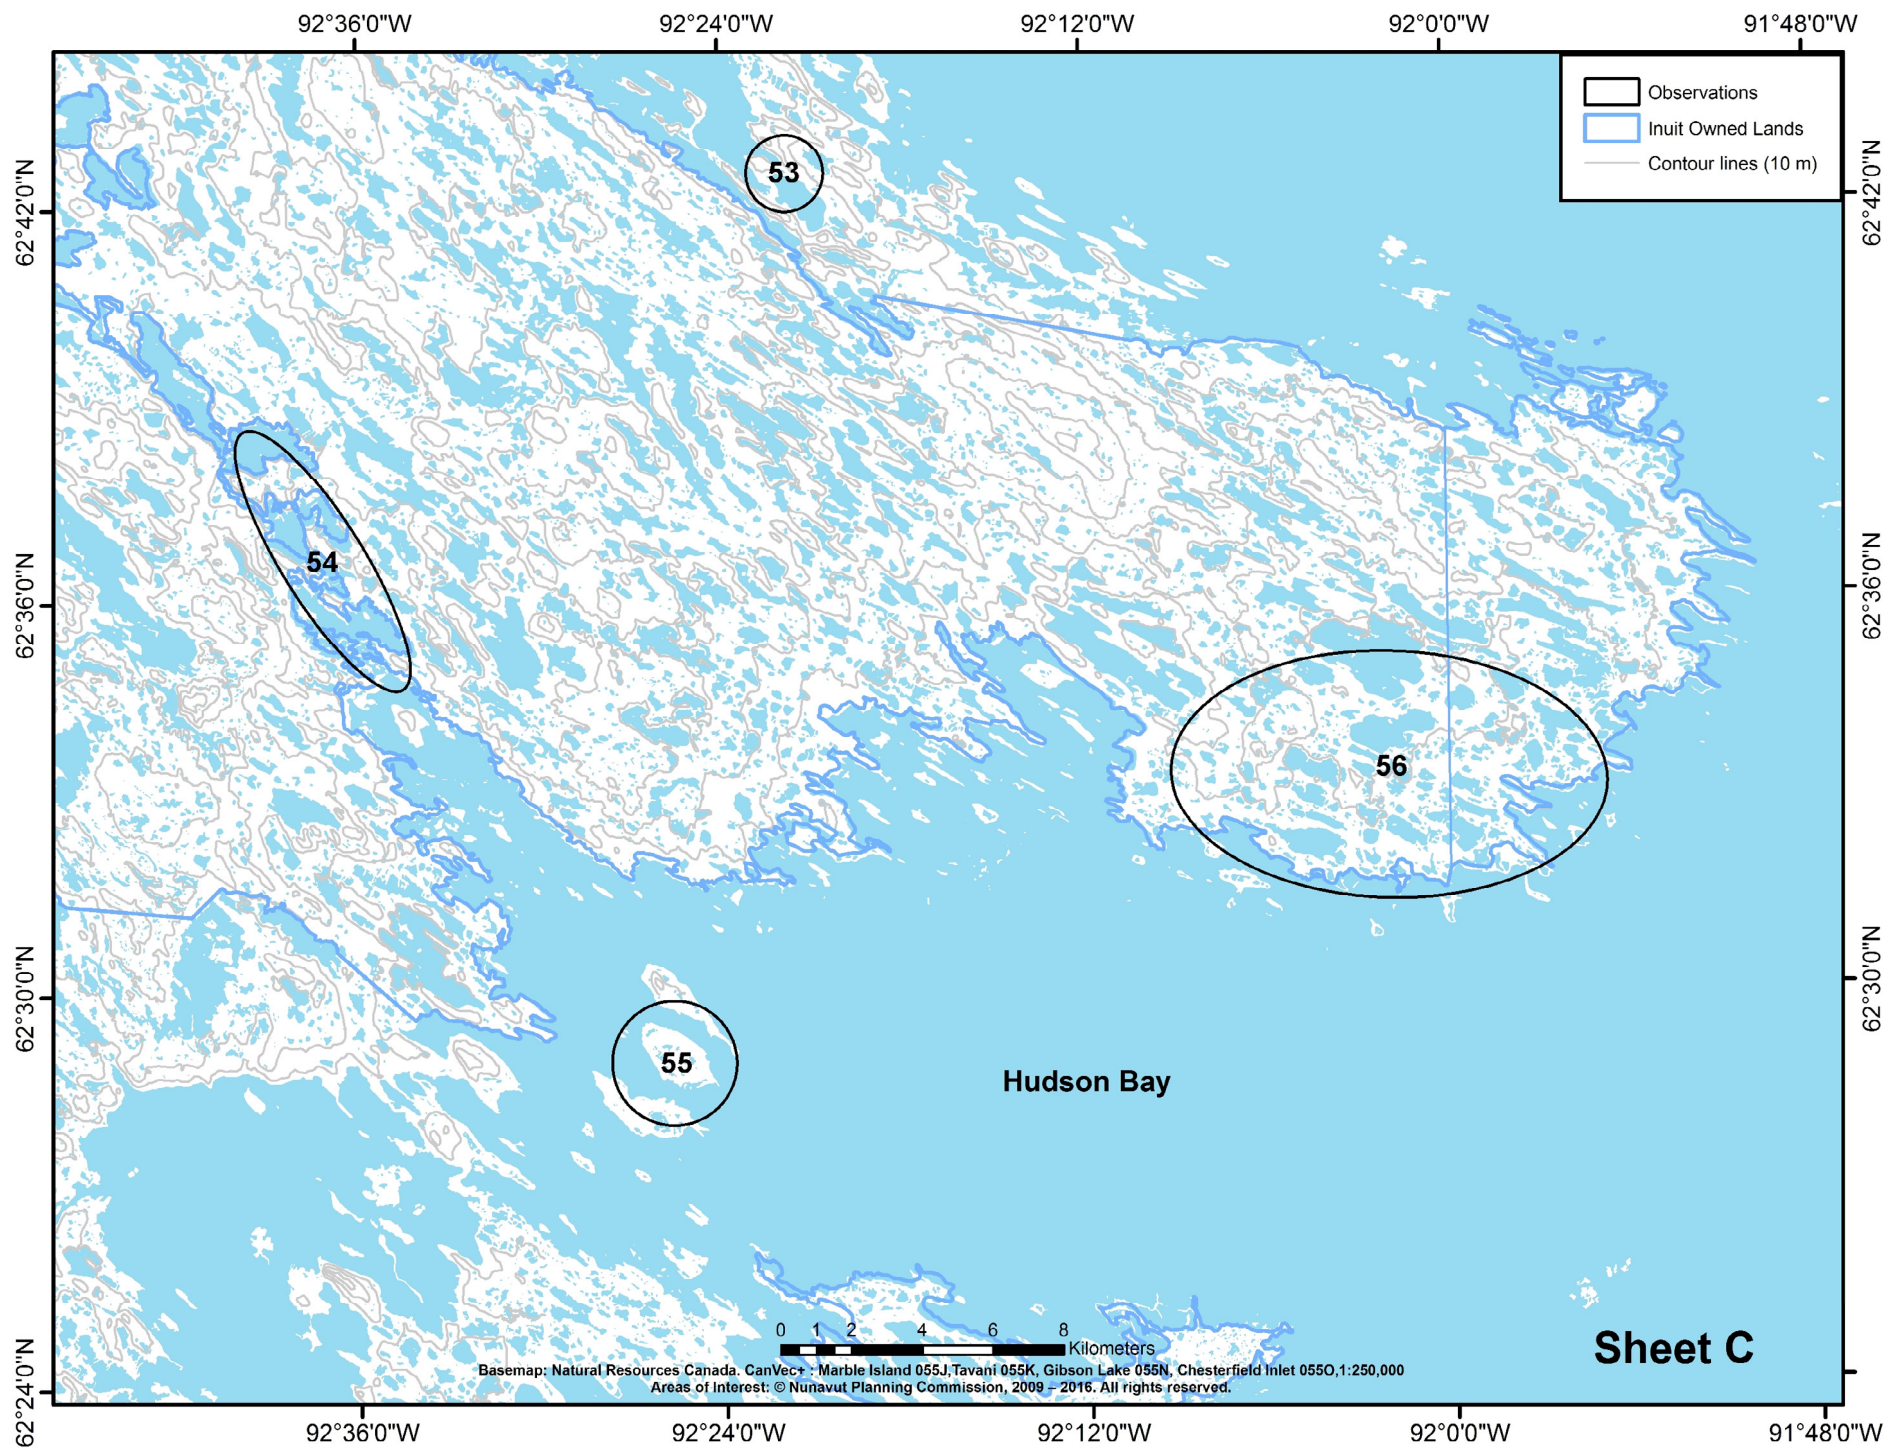 92°36'0"W 92°24'0"W 92°12'0"W 92°0'0"W 91°48'0"W
Observations
Inuit Owned Lands
Contour lines (10 m)
53
62°42'0"N 62°42'0"N
54
62°36'0"N 62°36'0"N
56
62°30'0"N 62°30'0"N
55
Hudson Bay
0 1 2 4 6 8
Kilometers
Sheet C
Basemap: Natural Resources Canada. CanVec+ : Marble Island 055J,Tavani 055K, Gibson Lake 055N, Chesterfield Inlet 055O,1:250,000
Areas of Interest: © Nunavut Planning Commission, 2009 – 2016. All rights reserved.
62°24'0"N
92°36'0"W 92°24'0"W 92°12'0"W 92°0'0"W 91°48'0"W